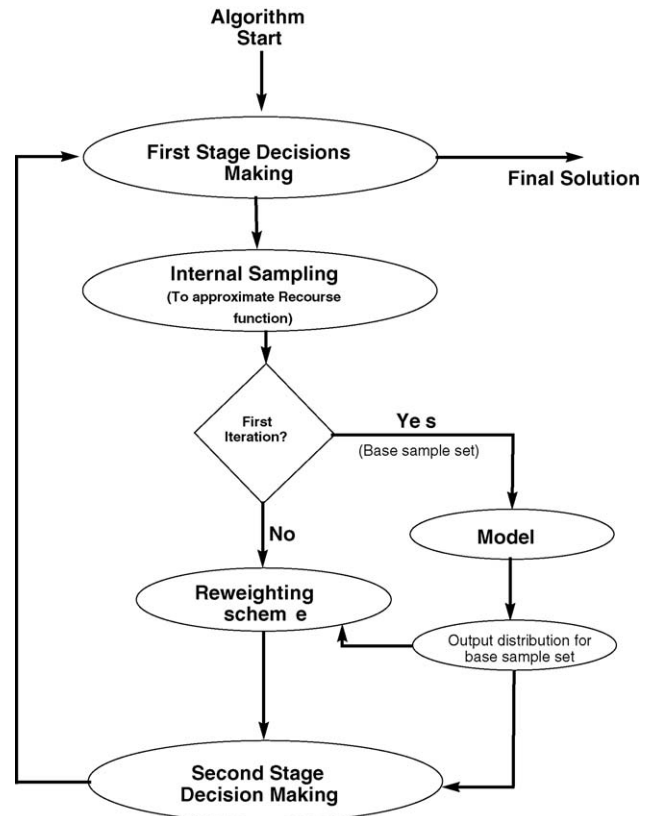 Algorithm
Start
First Stage Decisions
Making
Final Solution
Internal Sampling
(To approximate Recourse
function)
First
Iteration?
Ye s
(Base sample set)
No
Model
Reweighting
schem e
Output distribution for
base sample set
Second Stage
Decision Making